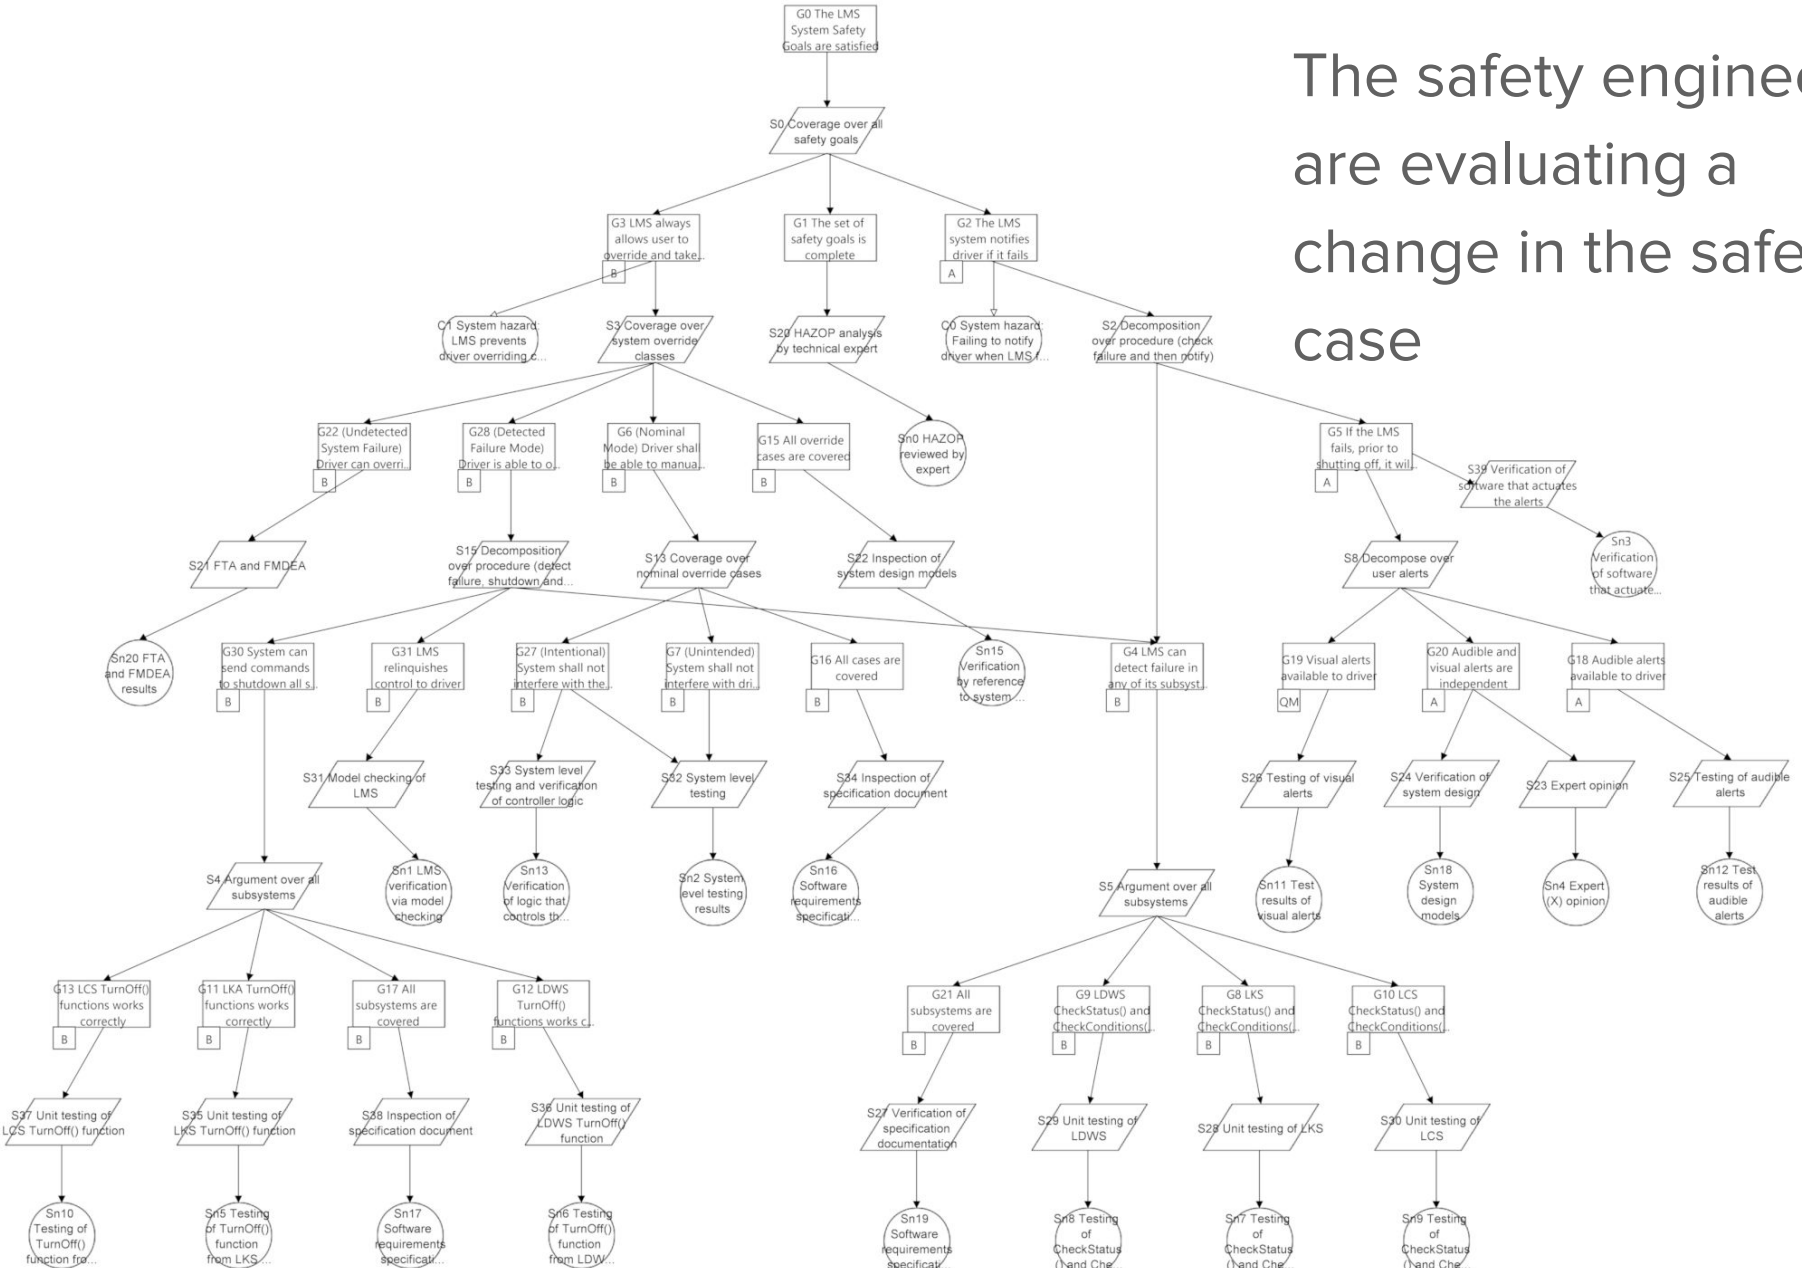 G0 The LMS
System Safety
Goals are satisfied
The safety enginee
are evaluating a
change in the safe
case
S0 Coverage over all
safety goals
G3 LMS always
allows user to
override and take...
B
G1 The set of
safety goals is
complete
G2 The LMS
system notifies
driver if it fails
A
C1 System hazard:
LMS prevents
driver overriding c...
S3 Coverage over
system override
classes
S20 HAZOP analysis
by technical expert
C0 System hazard:
Failing to notify
driver when LMS f...
S2 Decomposition
over procedure (check
failure and then notify)
G22 (Undetected
System Failure)
Driver can overri...
B
G28 (Detected
Failure Mode)
Driver is able to o...
B
G6 (Nominal
Mode) Driver shall
be able to manua...
B
G15 All override
cases are covered
B
Sn0 HAZOP
reviewed by
expert
G5 If the LMS
fails, prior to
shutting off, it wil...
A
S39 Verification of
software that actuates
the alerts
S21 FTA and FMDEA
S15 Decomposition
over procedure (detect
failure, shutdown and...
S13 Coverage over
nominal override cases
S22 Inspection of
system design models
S8 Decompose over
user alerts
Sn3
Verification
of software
that actuate...
Sn20 FTA
and FMDEA
results
G30 System can
send commands
to shutdown all s...
B
G31 LMS
relinquishes
control to driver
B
G27 (Intentional)
System shall not
interfere with the...
B
G7 (Unintended)
System shall not
interfere with dri...
B
G16 All cases are
covered
B
Sn15
Verification
by reference
to system ...
G4 LMS can
detect failure in
any of its subsyst...
B
G19 Visual alerts
available to driver
QM
G20 Audible and
visual alerts are
independent
A
G18 Audible alerts
available to driver
A
S31 Model checking of
LMS
S33 System level
testing and verification
of controller logic
S32 System level
testing
S34 Inspection of
specification document
S26 Testing of visual
alerts
S24 Verification of
system design
S23 Expert opinion
S25 Testing of audible
alerts
S4 Argument over all
subsystems
Sn1 LMS
verification
via model
checking
Sn13
Verification
of logic that
controls th...
Sn2 System
level testing
results
Sn16
Software
requirements
specificati...
S5 Argument over all
subsystems
Sn11 Test
results of
visual alerts
Sn18
System
design
models
Sn4 Expert
(X) opinion
Sn12 Test
results of
audible
alerts
G13 LCS TurnOff()
functions works
correctly
B
G11 LKA TurnOff()
functions works
correctly
B
G17 All
subsystems are
covered
B
G12 LDWS
TurnOff()
functions works c...
B
G21 All
subsystems are
covered
B
G9 LDWS
CheckStatus() and
CheckConditions(...
B
G8 LKS
CheckStatus() and
CheckConditions(...
B
G10 LCS
CheckStatus() and
CheckConditions(...
B
S37 Unit testing of
LCS TurnOff() function
S35 Unit testing of
LKS TurnOff() function
S38 Inspection of
specification document
S36 Unit testing of
LDWS TurnOff()
function
S27 Verification of
specification
documentation
S29 Unit testing of
LDWS
S28 Unit testing of LKS
S30 Unit testing of
LCS
Sn10
Testing of
TurnOff()
function fro...
Sn5 Testing
of TurnOff()
function
from LKS ...
Sn17
Software
requirements
specificati...
Sn6 Testing
of TurnOff()
function
from LDW...
Sn19
Software
requirements
specificati...
Sn8 Testing
of
CheckStatus
() and Che...
Sn7 Testing
of
CheckStatus
() and Che...
Sn9 Testing
of
CheckStatus
() and Che...